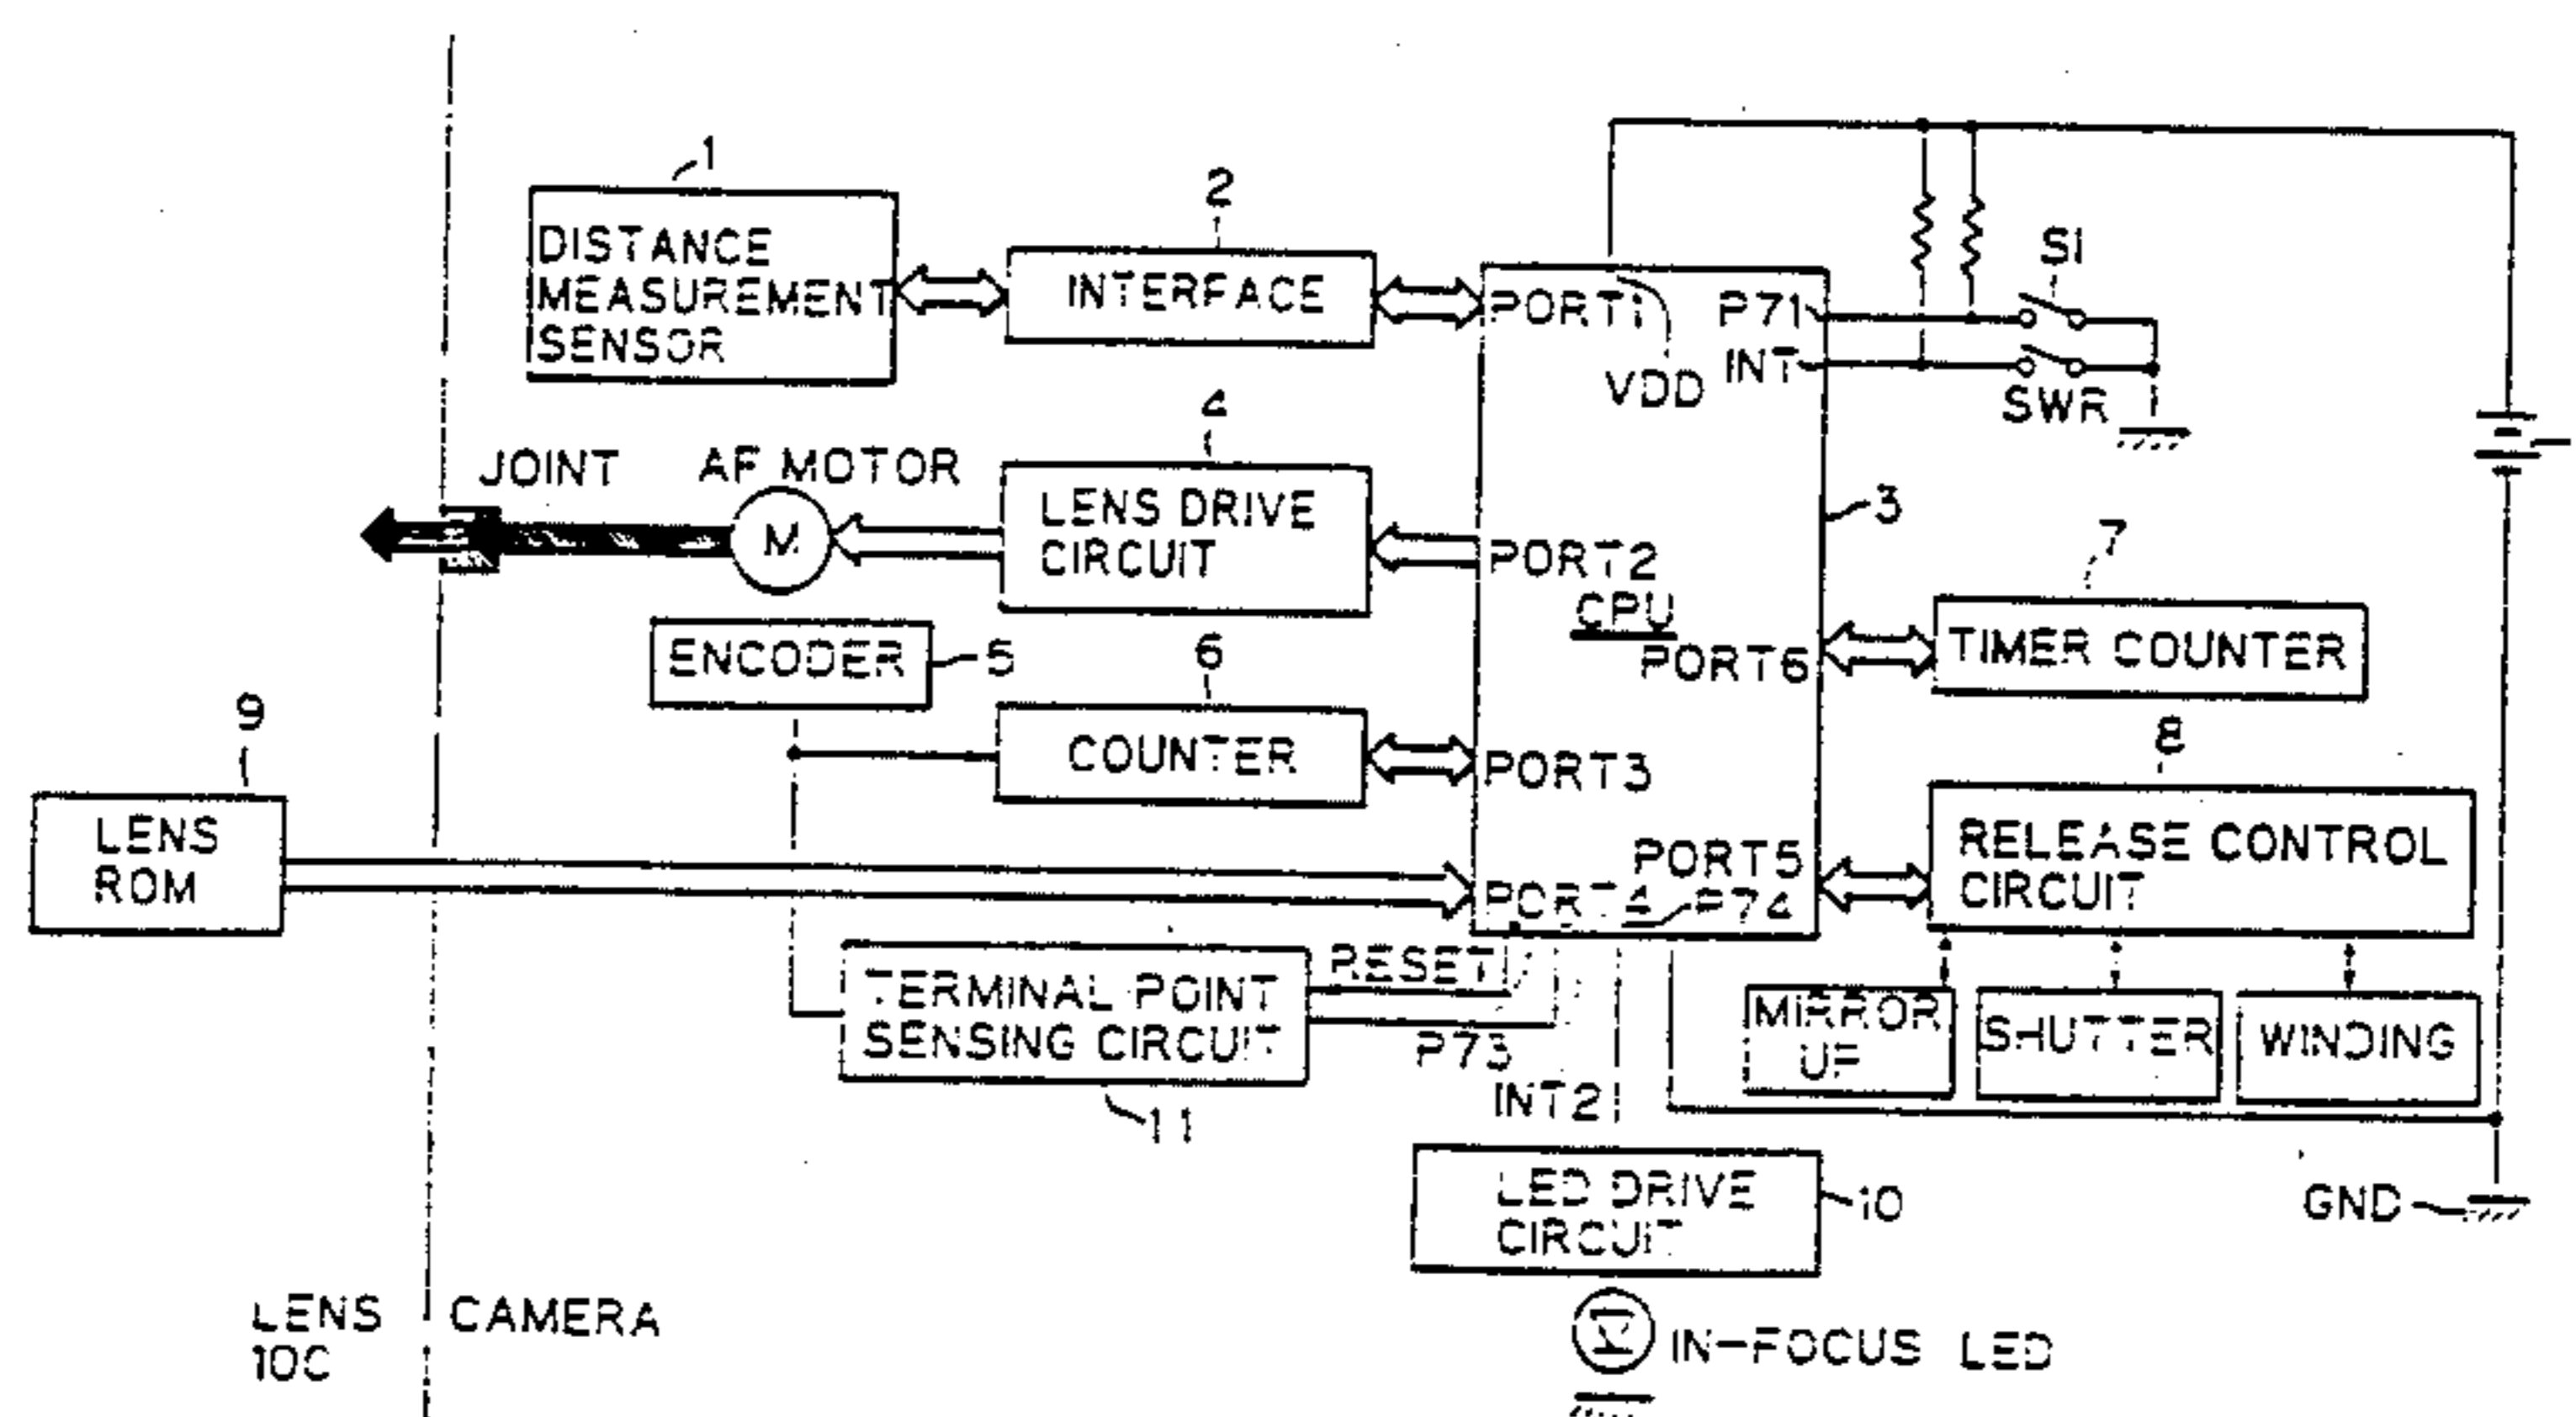 1
DISTANCE
MEASUREMENT
SENSOR
2
INTERFACE
PORT1
VDD
P71
INT
S1
SWR
JOINT
AF MOTOR
M
4
LENS DRIVE
CIRCUIT
PORT2
CPU
3
ENCODER
5
6
COUNTER
PORT3
PORT6
7
TIMER COUNTER
9
LENS
ROM
PORT4
PORT5
P74
8
RELEASE CONTROL
CIRCUIT
TERMINAL POINT
SENSING CIRCUIT
11
RESET
P73
INT2
MIRROR
UP
SHUTTER
WINDING
LED DRIVE
CIRCUIT
10
GND
IN-FOCUS LED
LENS
10C
CAMERA